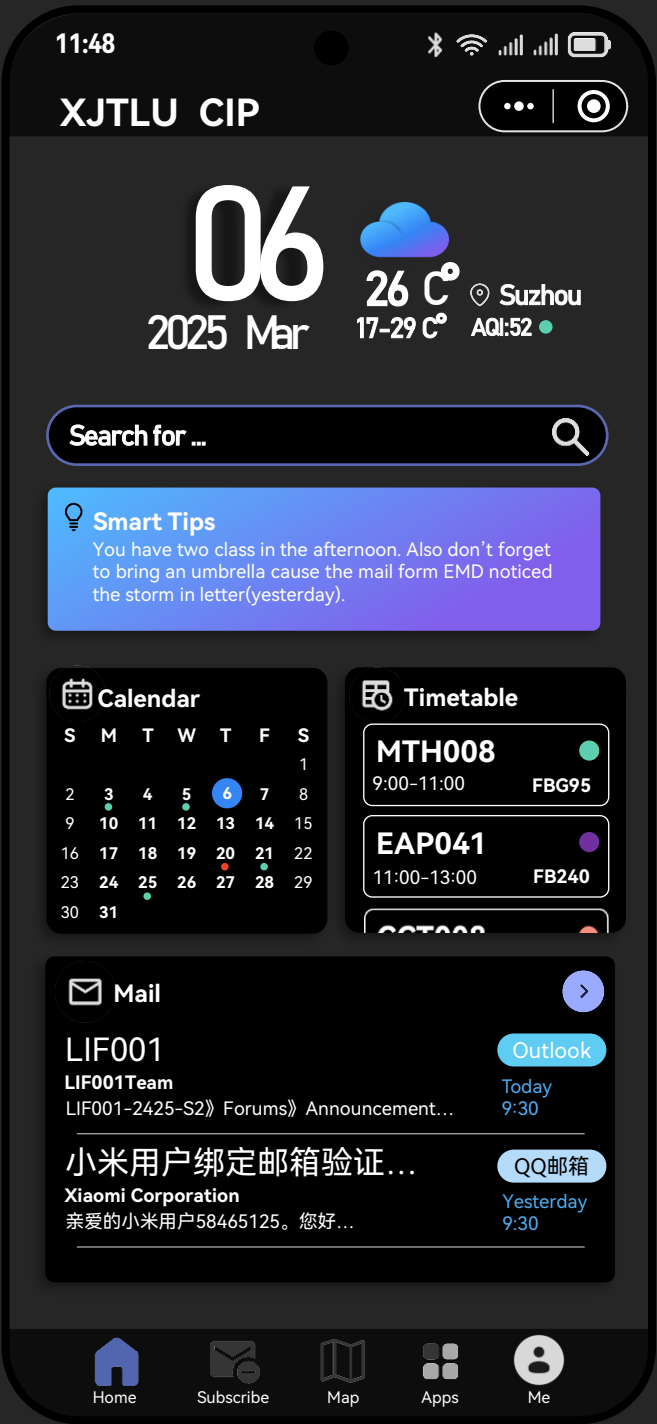 11:48
XJTLU CIP
06
2025 Mar
26 C°
17-29 C°
Suzhou
AQI:52
Search for ...
Smart Tips
You have two class in the afternoon. Also don't forget
to bring an umbrella cause the mail form EMD noticed
the storm in letter(yesterday).
Calendar
S M T W T F S
1
2 3 4 5 6 7 8
9 10 11 12 13 14 15
16 17 18 19 20 21 22
23 24 25 26 27 28 29
30 31
Timetable
MTH008
9:00-11:00 FBG95
EAP041
11:00-13:00 FB240
Mail
LIF001
Outlook
LIF001Team
Today
LIF001-2425-S2》Forums》Announcement...
9:30
小米用户绑定邮箱验证...
QQ邮箱
Xiaomi Corporation
Yesterday
亲爱的小米用户58465125。您好...
9:30
Home Subscribe Map Apps Me